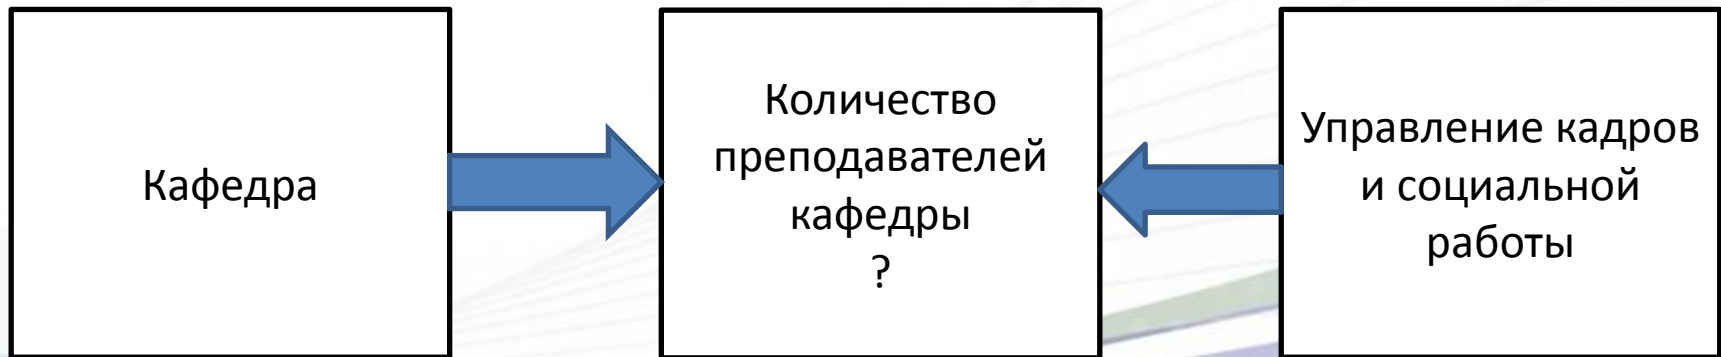 Кафедра
Количество
преподавателей
кафедры
?
Управление кадров
и социальной
работы